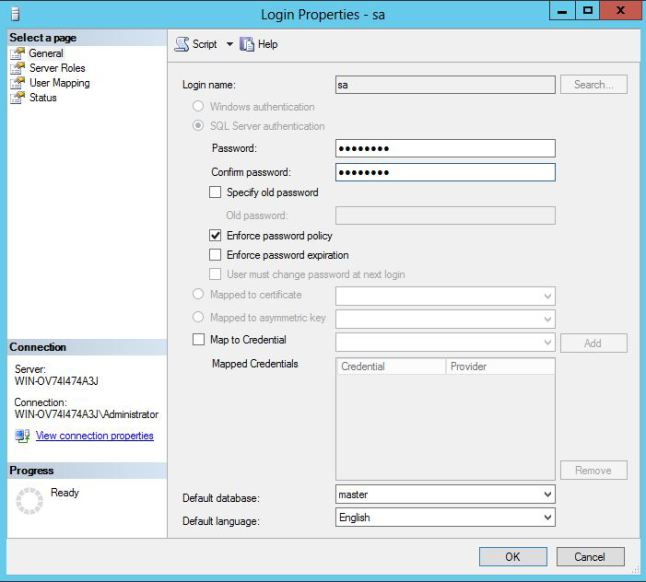 Login Properties - sa
Select a page
General
Server Roles
User Mapping
Status
Script
Help
Login name:
sa
Search...
Windows authentication
SQL Server authentication
Password:
●●●●●●●●
Confirm password:
●●●●●●●●
Specify old password
Old password:
Enforce password policy
Enforce password expiration
User must change password at next login
Mapped to certificate
Mapped to asymmetric key
Map to Credential
Add
Mapped Credentials
Credential Provider
Remove
Default database:
master
Default language:
English
Connection
Server:
WIN-OV74I474A3J
Connection:
WIN-OV74I474A3J\Administrator
View connection properties
Progress
Ready
OK
Cancel